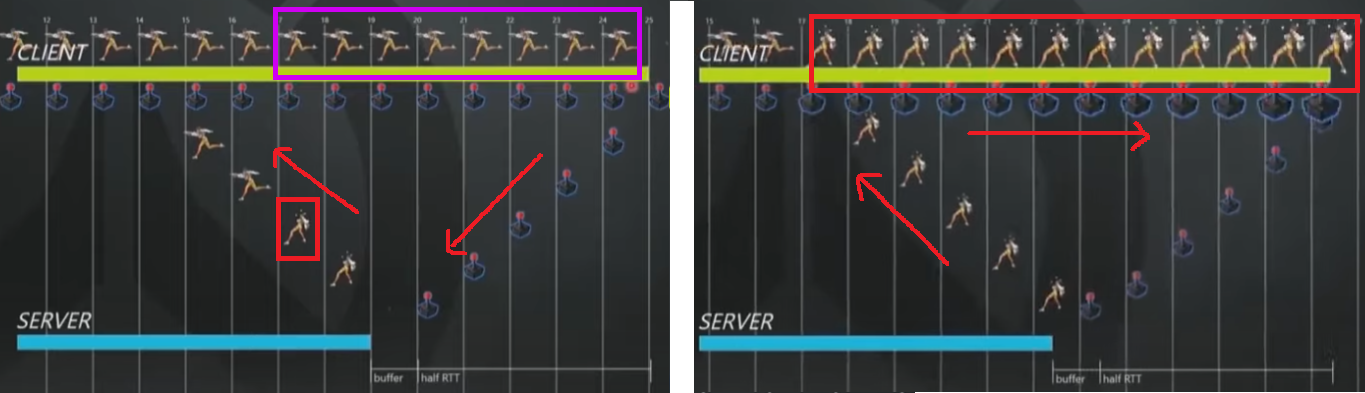 12 13 14 15 16 17 18 19 20 21 22 23 24 25
CLIENT
SERVER
buffer half RTT
15 16 17 18 19 20 21 22 23 24 25 26 27 28
CLIENT
SERVER
buffer half RTT